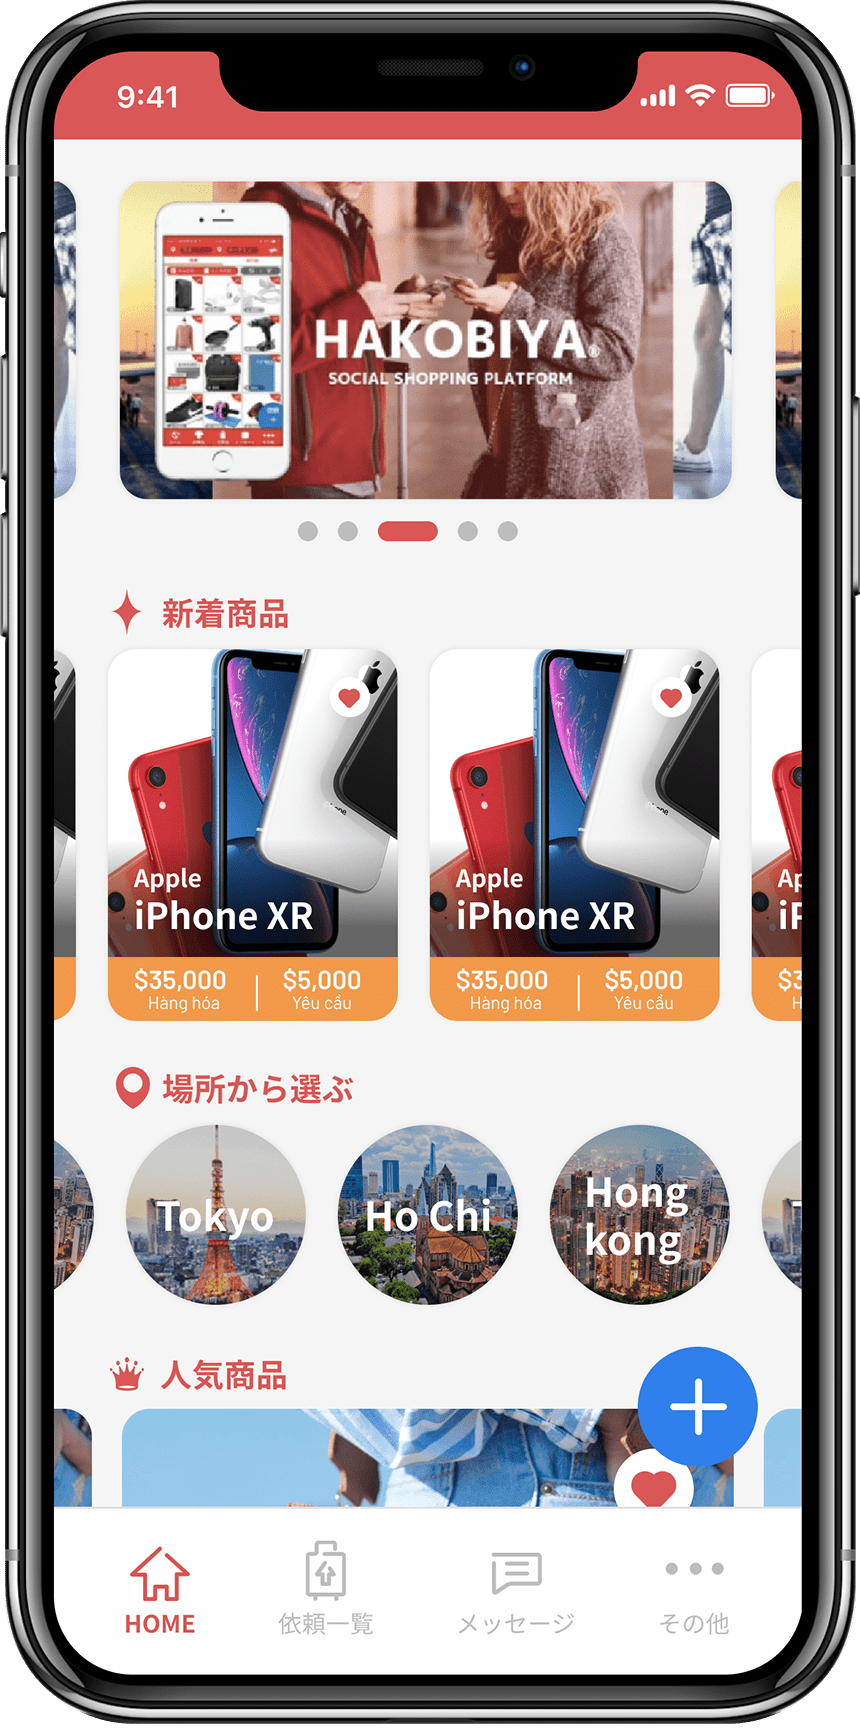 9:41
HAKOBIYA®
SOCIAL SHOPPING PLATFORM
新着商品
Apple
iPhone XR
$35,000
Hàng hóa
$5,000
Yêu cầu
Apple
iPhone XR
$35,000
Hàng hóa
$5,000
Yêu cầu
場所から選ぶ
Tokyo
Ho Chi
Hong
kong
人気商品
HOME
依頼一覧
メッセージ
その他